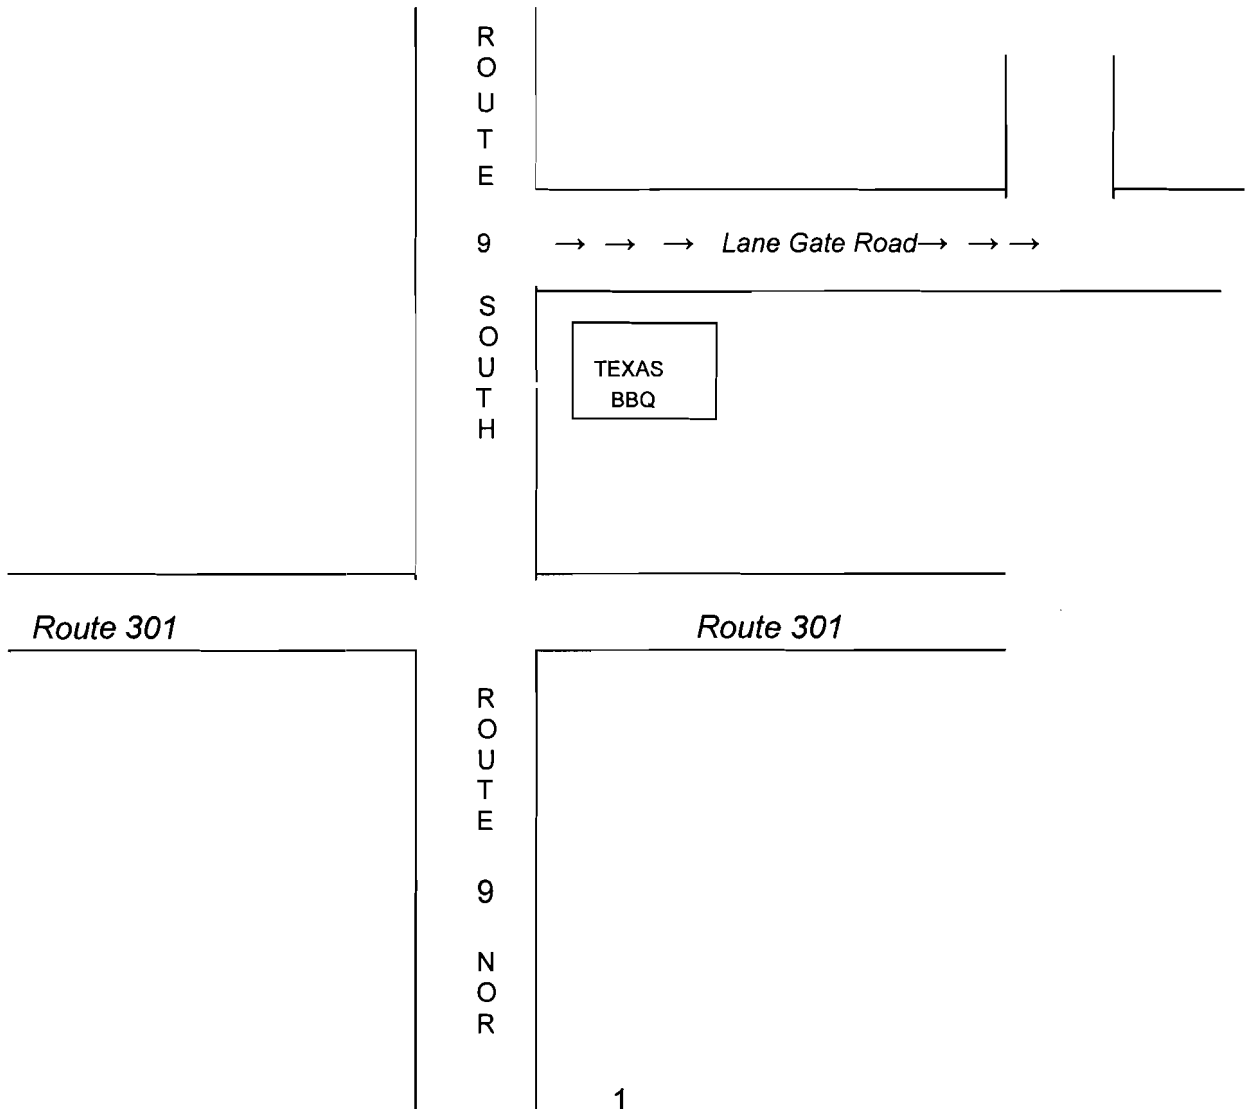 ROUTE 9 SOUTH
→ → → Lane Gate Road→ → →
TEXAS
BBQ
Route 301
Route 301
ROUTE 9 NOR
1